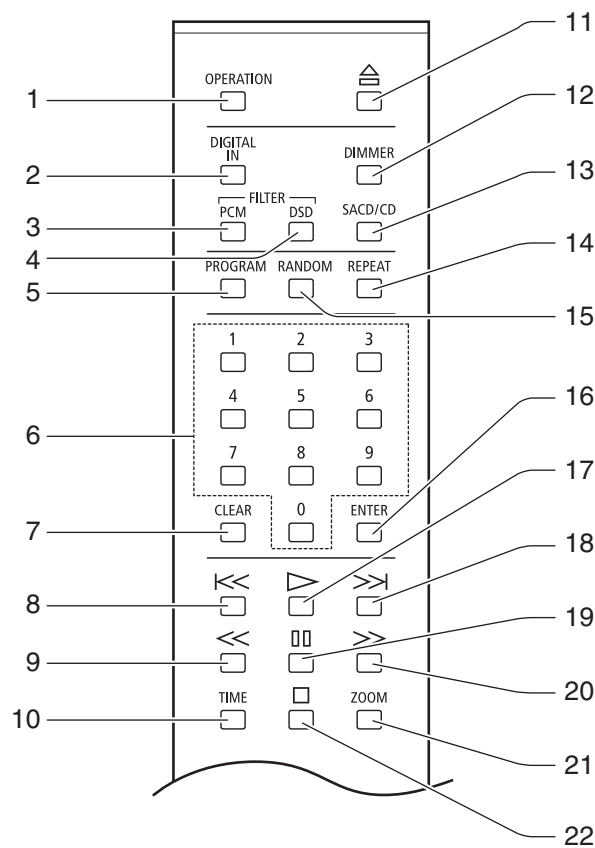 11
OPERATION
1
12
DIGITAL
IN
DIMMER
2
13
FILTER
PCM DSD SACD/CD
3
14
4
PROGRAM RANDOM REPEAT
5
15
1 2 3
4 5 6
16
6
7 8 9
17
CLEAR 0 ENTER
7
18
8
19
9
20
TIME ZOOM
10
21
22